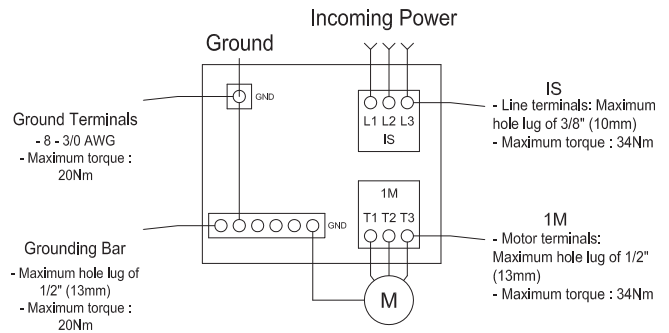 Incoming Power
Ground
GND
L1 L2 L3
IS
IS
- Line terminals: Maximum
hole lug of 3/8" (10mm)
- Maximum torque : 34Nm
Ground Terminals
- 8 - 3/0 AWG
- Maximum torque :
20Nm
1M
T1 T2 T3
GND
Grounding Bar
- Maximum hole lug of
1/2" (13mm)
- Maximum torque :
20Nm
1M
- Motor terminals:
Maximum hole lug of 1/2"
(13mm)
- Maximum torque : 34Nm
M